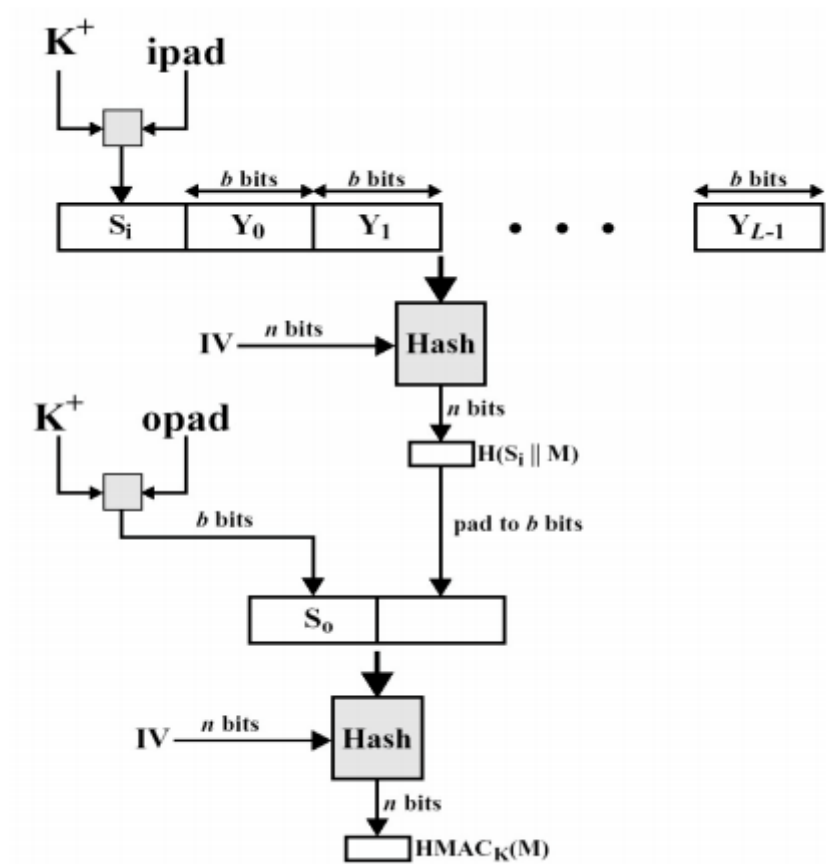 K+ ipad
b bits b bits b bits
Si Y0 Y1 • • • YL-1
IV n bits Hash
n bits
K+ opad
H(Si || M)
b bits pad to b bits
So
IV n bits Hash
n bits
HMACK(M)